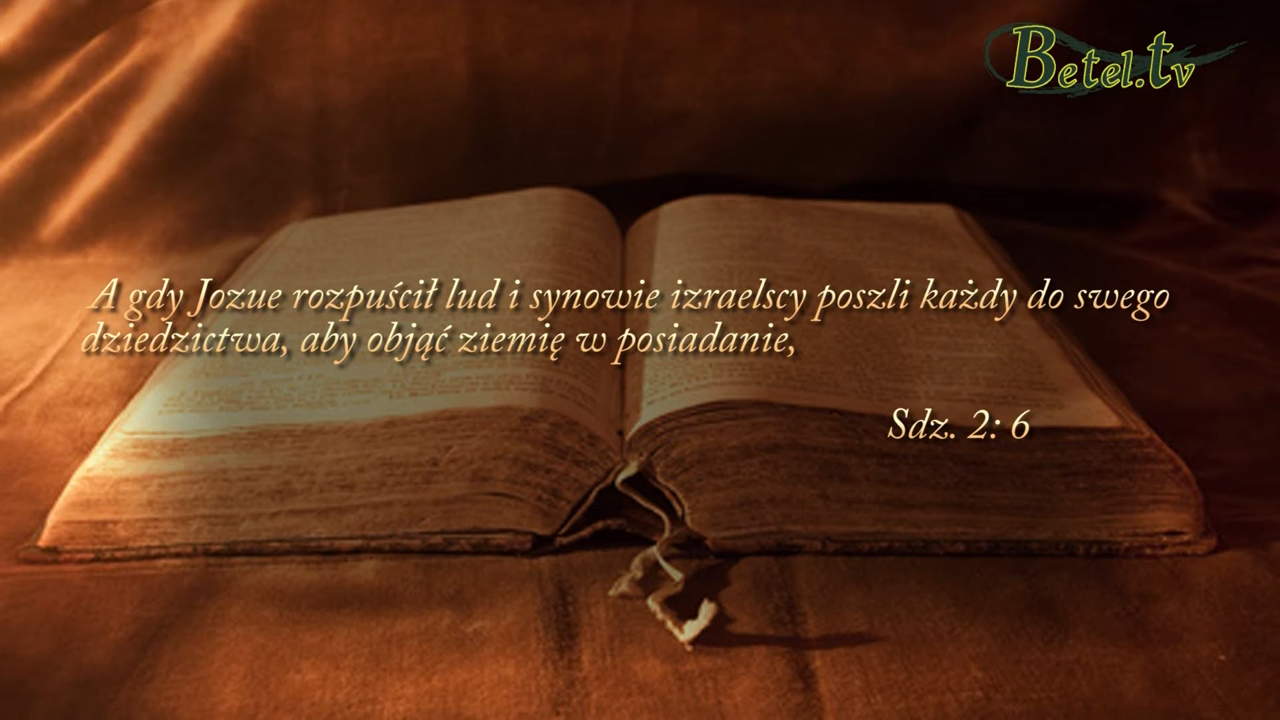 Betel.tv
A gdy Jozue rozpuścił lud i synowie izraelscy poszli każdy do swego
dziedzictwa, aby objąć ziemię w posiadanie,
Sdz. 2: 6